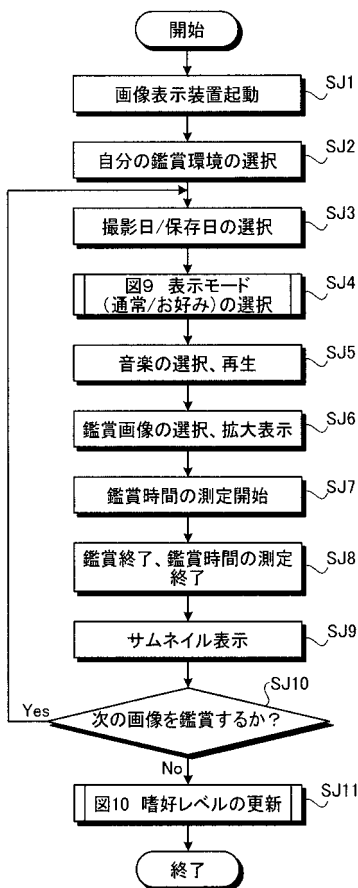 開始
SJ1
画像表示装置起動
SJ2
自分の鑑賞環境の選択
SJ3
撮影日/保存日の選択
SJ4
図9 表示モード
(通常/お好み)の選択
SJ5
音楽の選択、再生
SJ6
鑑賞画像の選択、拡大表示
SJ7
鑑賞時間の測定開始
SJ8
鑑賞終了、鑑賞時間の測定
終了
SJ9
サムネイル表示
SJ10
Yes
次の画像を鑑賞するか?
No
SJ11
図10 嗜好レベルの更新
終了